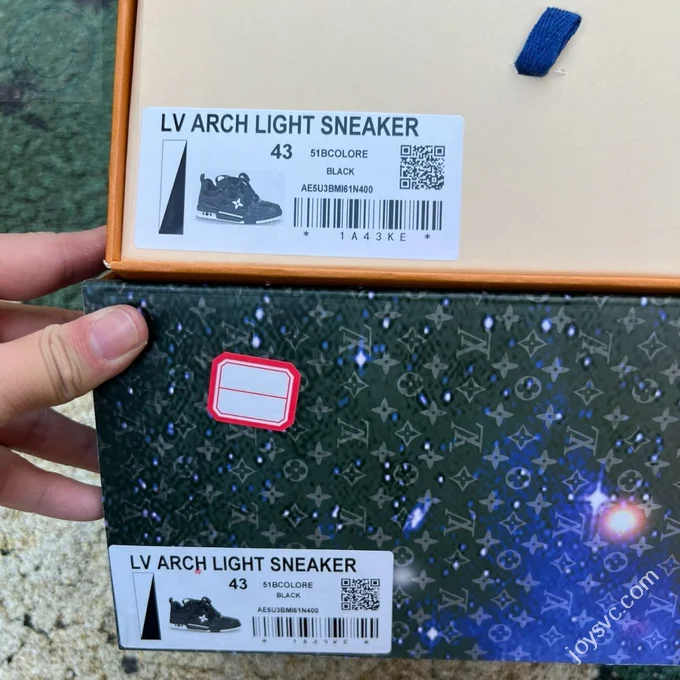 LV ARCH LIGHT SNEAKER
43 51BCOLORE
BLACK
AE5U3BMI61N400
* 1A43KE *
LV ARCH LIGHT SNEAKER
43 51BCOLORE
BLACK
AE5U3BMI61N400
* 1A43KE *
joysvc.com